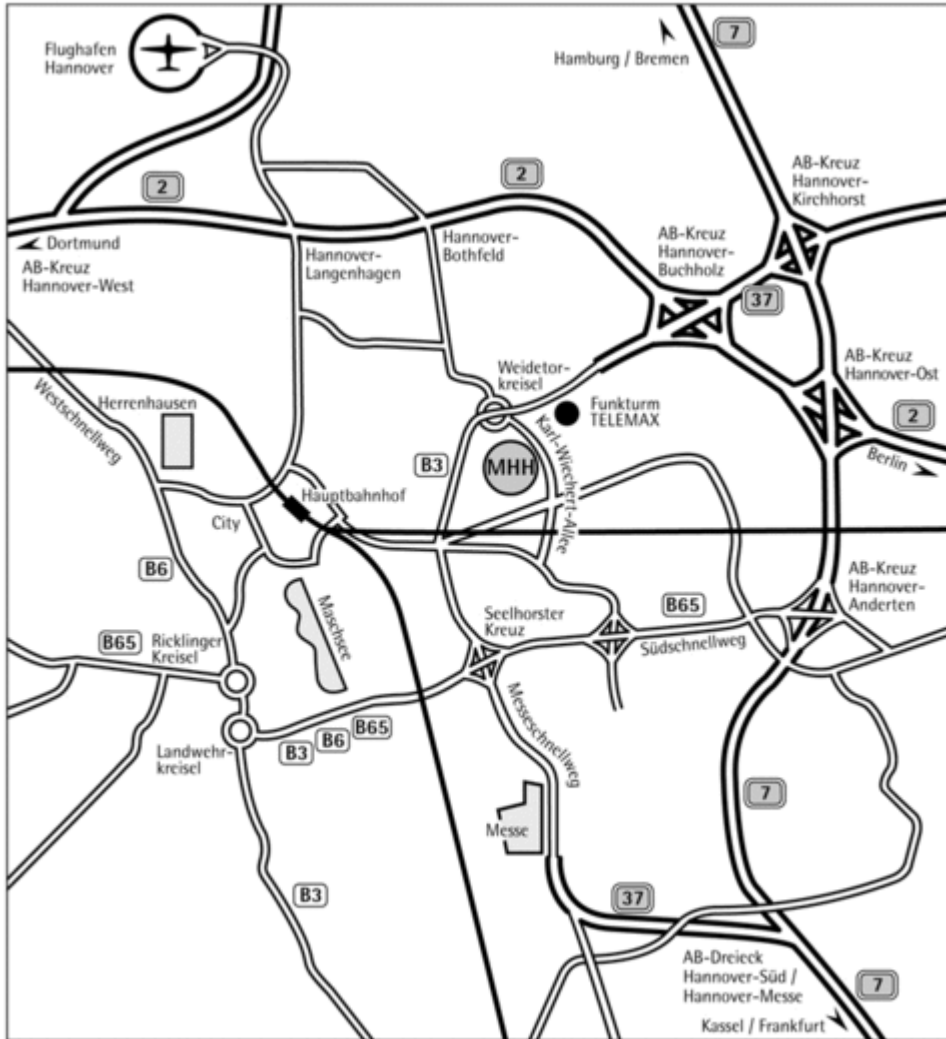 Flughafen
Hannover
7
Hamburg / Bremen
2
2
AB-Kreuz
Hannover-
Kirchhorst
Dortmund
AB-Kreuz
Hannover-West
Hannover-
Langenhagen
Hannover-
Bothfeld
AB-Kreuz
Hannover-
Buchholz
37
AB-Kreuz
Hannover-Ost
Weidetor-
kreisel
Westschnellweg
Herrenhausen
Funkturm
TELEMAX
2
Berlin
B3
MHH
Karl-Wiechert-Allee
Hauptbahnhof
City
B6
AB-Kreuz
Hannover-
Anderten
Maschsee
Seelhorster
Kreuz
B65
Südschnellweg
B65
Ricklinger
Kreisel
Messeschnellweg
B65
B6
B3
Landwehr-
kreisel
7
Messe
B3
37
AB-Dreieck
Hannover-Süd /
Hannover-Messe
7
Kassel / Frankfurt